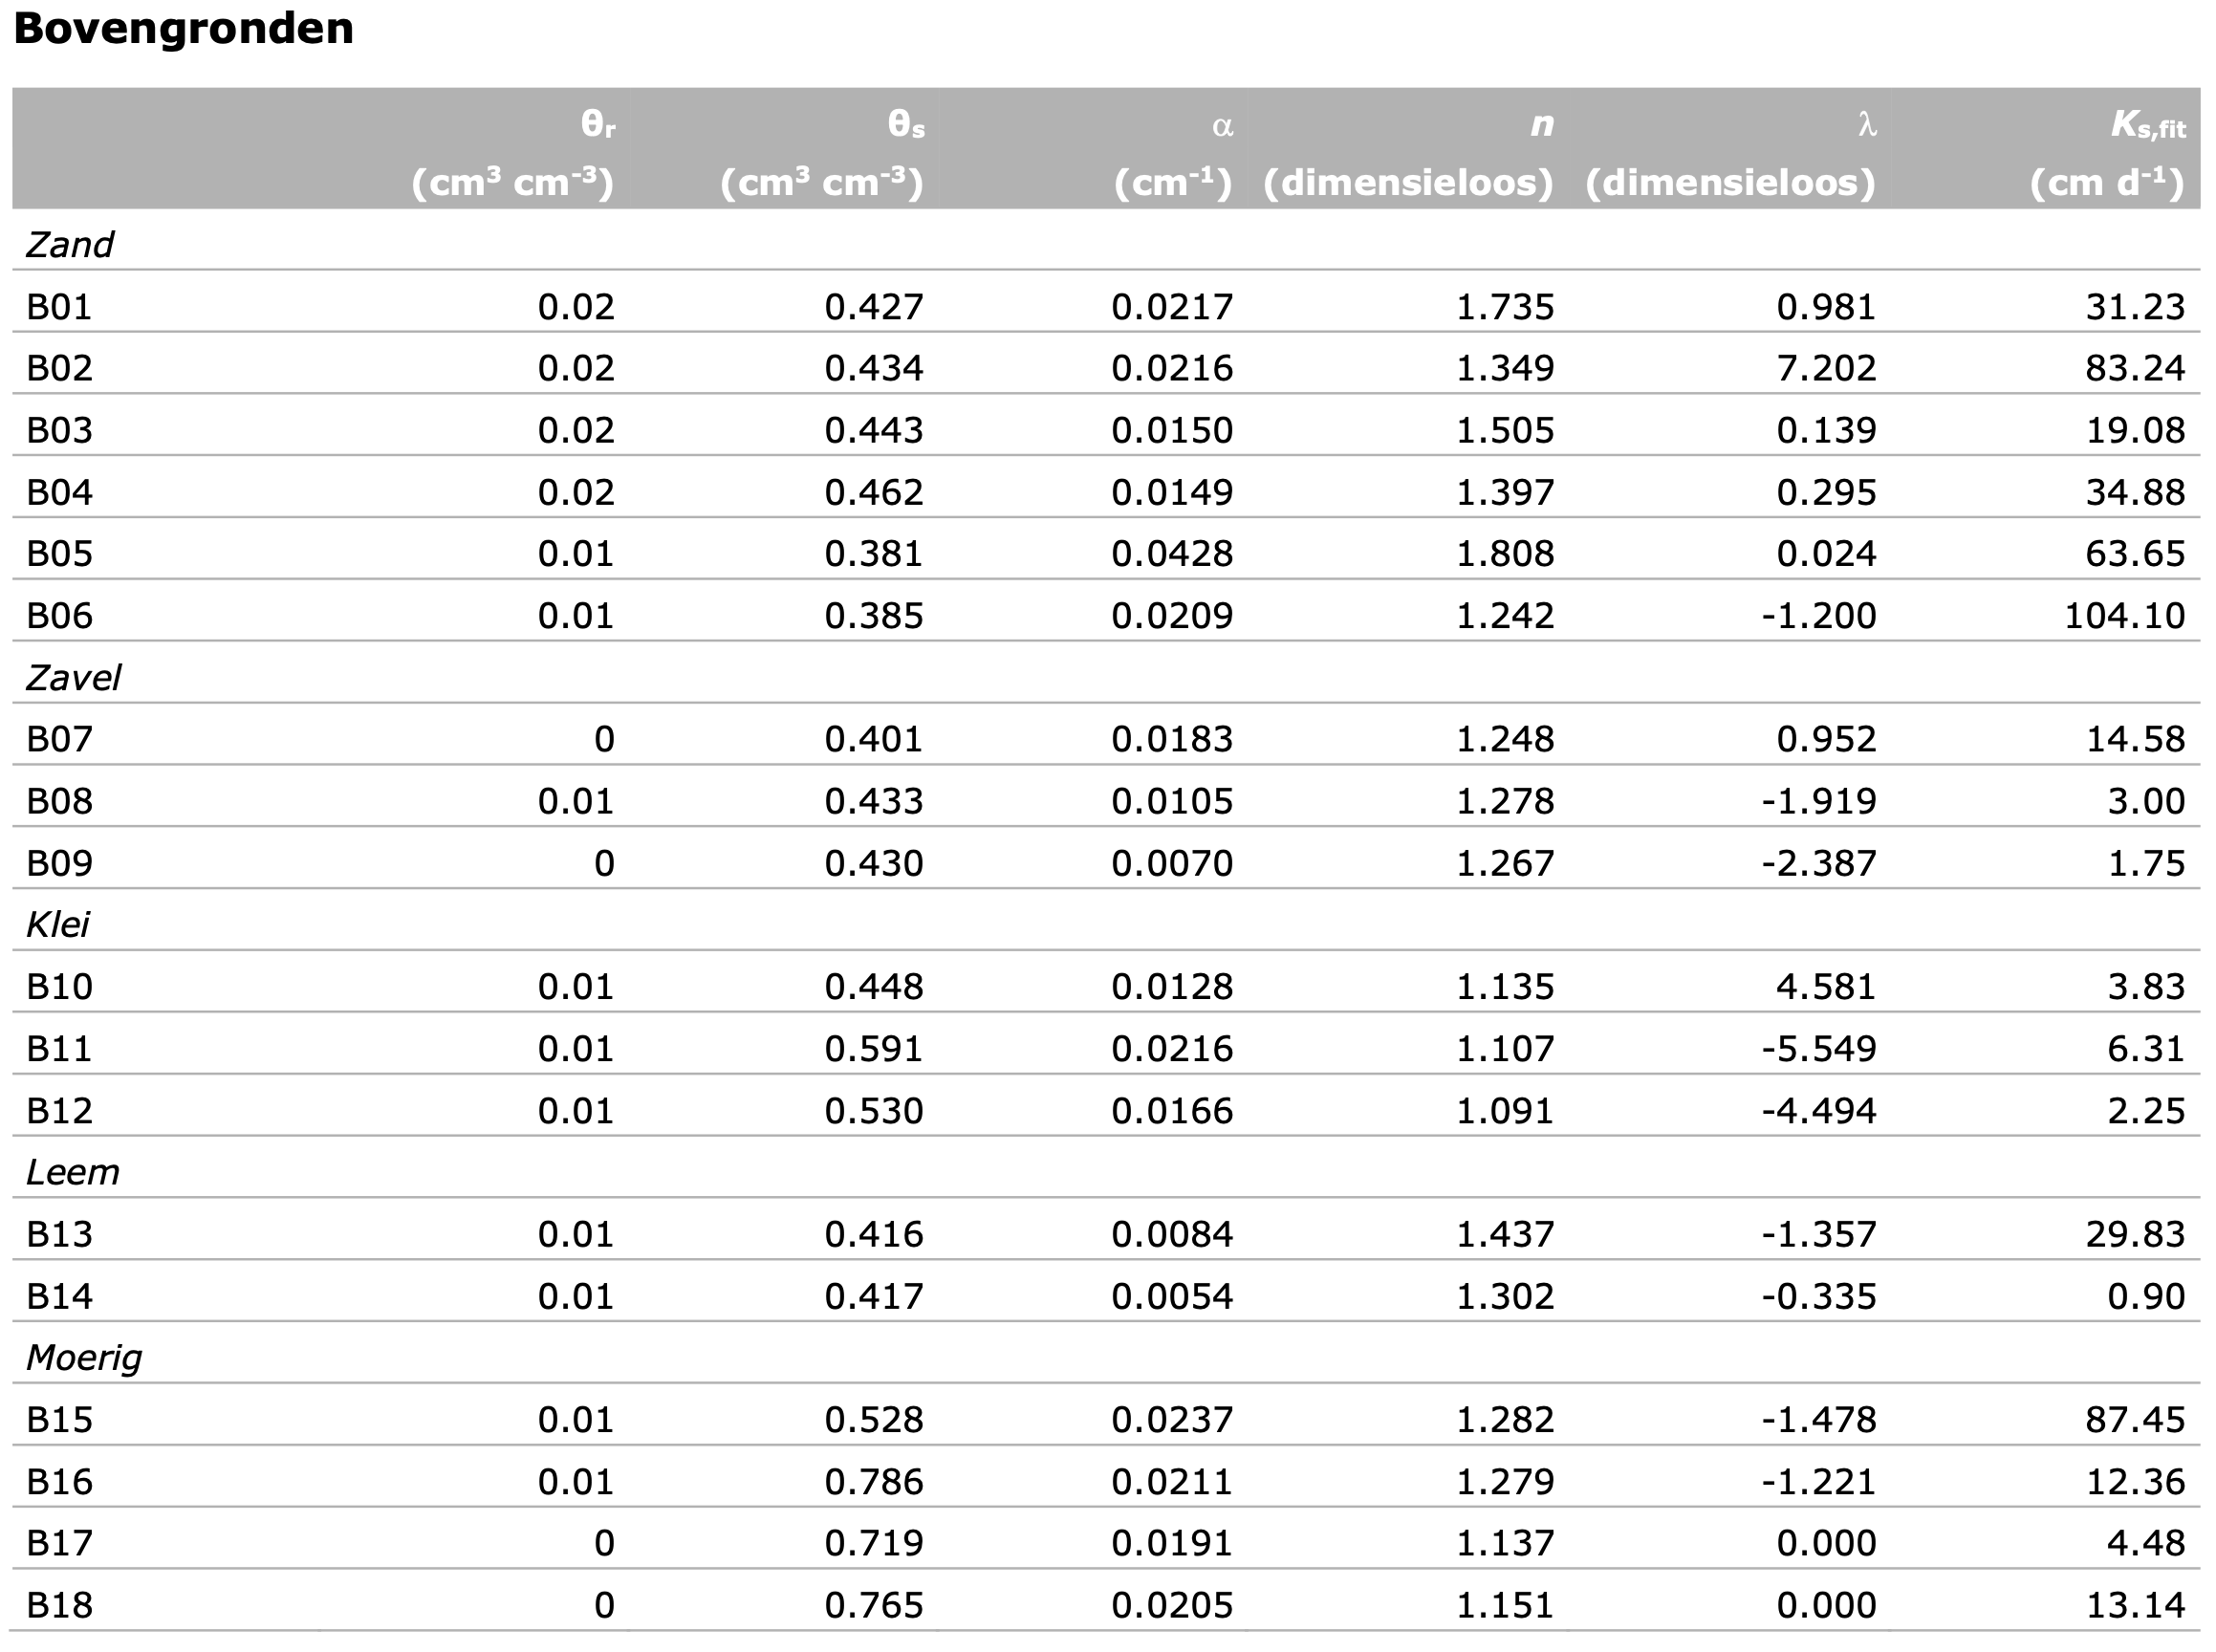 Bovengronden
θr θs α n λ Ks,fit
(cm³ cm⁻³) (cm³ cm⁻³) (cm⁻¹) (dimensieloos) (dimensieloos) (cm d⁻¹)
Zand
B01 0.02 0.427 0.0217 1.735 0.981 31.23
B02 0.02 0.434 0.0216 1.349 7.202 83.24
B03 0.02 0.443 0.0150 1.505 0.139 19.08
B04 0.02 0.462 0.0149 1.397 0.295 34.88
B05 0.01 0.381 0.0428 1.808 0.024 63.65
B06 0.01 0.385 0.0209 1.242 -1.200 104.10
Zavel
B07 0 0.401 0.0183 1.248 0.952 14.58
B08 0.01 0.433 0.0105 1.278 -1.919 3.00
B09 0 0.430 0.0070 1.267 -2.387 1.75
Klei
B10 0.01 0.448 0.0128 1.135 4.581 3.83
B11 0.01 0.591 0.0216 1.107 -5.549 6.31
B12 0.01 0.530 0.0166 1.091 -4.494 2.25
Leem
B13 0.01 0.416 0.0084 1.437 -1.357 29.83
B14 0.01 0.417 0.0054 1.302 -0.335 0.90
Moerig
B15 0.01 0.528 0.0237 1.282 -1.478 87.45
B16 0.01 0.786 0.0211 1.279 -1.221 12.36
B17 0 0.719 0.0191 1.137 0.000 4.48
B18 0 0.765 0.0205 1.151 0.000 13.14